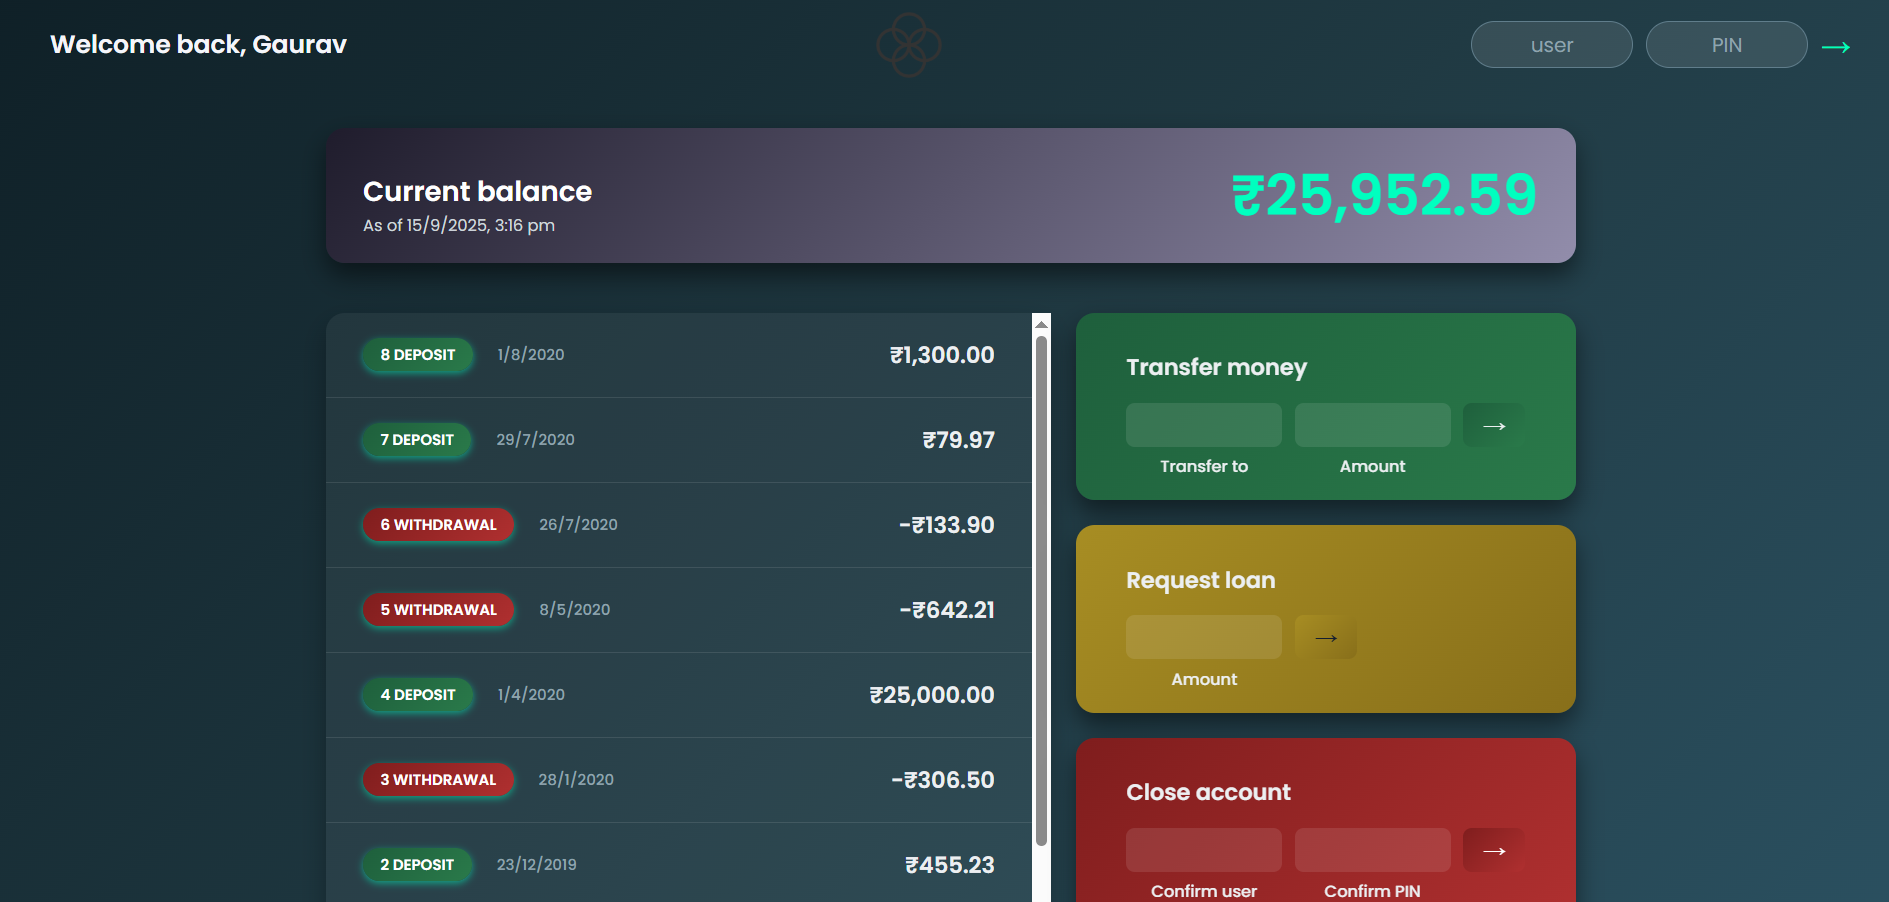 Welcome back, Gaurav
user PIN →
Current balance
As of 15/9/2025, 3:16 pm
₹25,952.59
8 DEPOSIT 1/8/2020 ₹1,300.00
7 DEPOSIT 29/7/2020 ₹79.97
6 WITHDRAWAL 26/7/2020 -₹133.90
5 WITHDRAWAL 8/5/2020 -₹642.21
4 DEPOSIT 1/4/2020 ₹25,000.00
3 WITHDRAWAL 28/1/2020 -₹306.50
2 DEPOSIT 23/12/2019 ₹455.23
Transfer money
→
Transfer to Amount
Request loan
→
Amount
Close account
→
Confirm user Confirm PIN